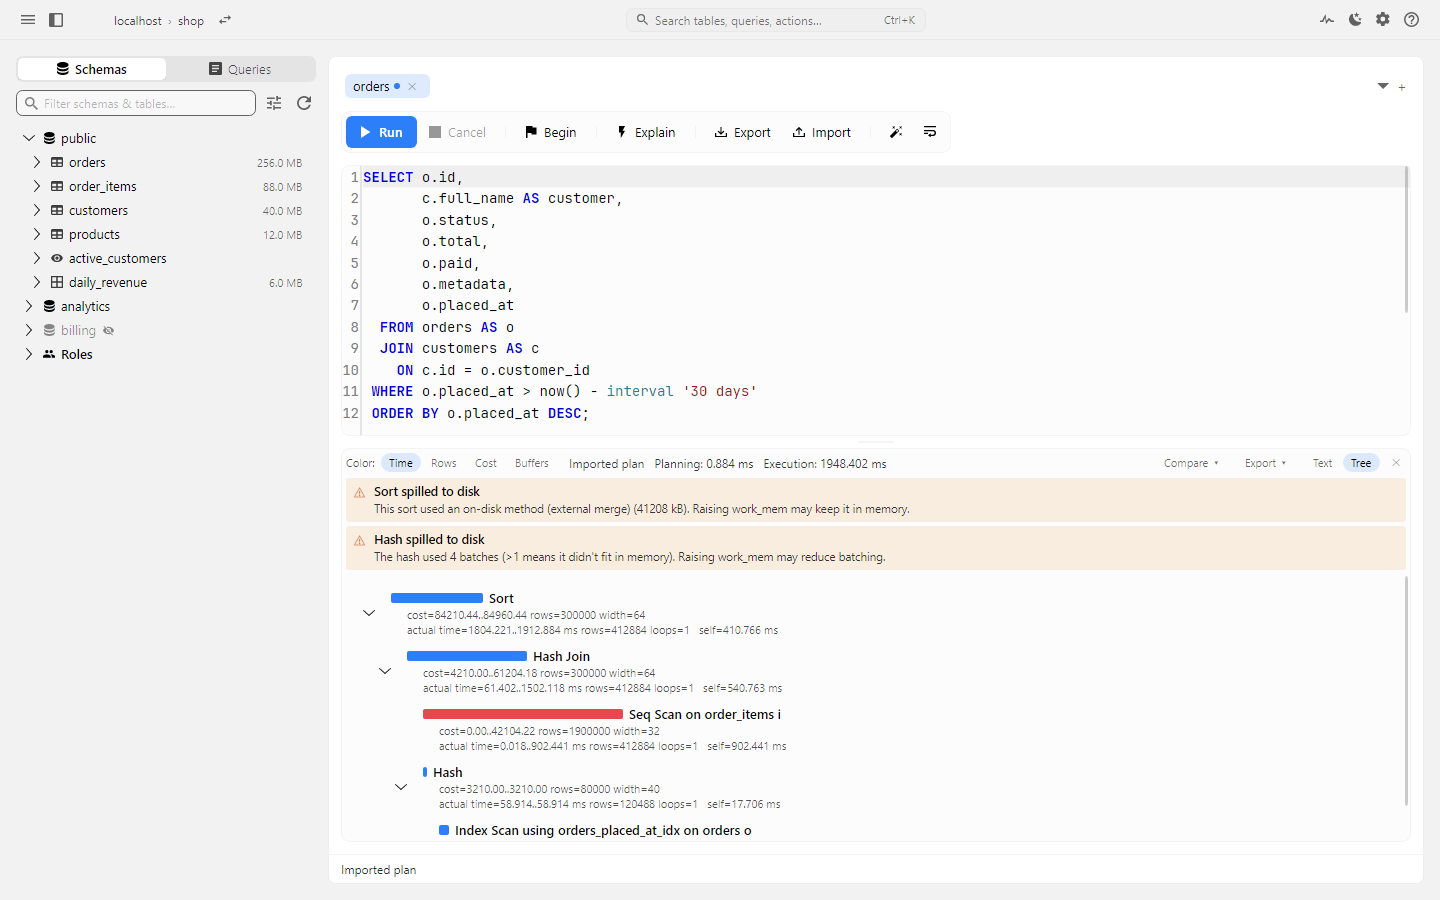 localhost › shop
Search tables, queries, actions... Ctrl+K
Schemas Queries
Filter schemas & tables...
public
orders 256.0 MB
order_items 88.0 MB
customers 40.0 MB
products 12.0 MB
active_customers
daily_revenue 6.0 MB
analytics
billing
Roles
orders
Run Cancel Begin Explain Export Import
1 SELECT o.id,
2 c.full_name AS customer,
3 o.status,
4 o.total,
5 o.paid,
6 o.metadata,
7 o.placed_at
8 FROM orders AS o
9 JOIN customers AS c
10 ON c.id = o.customer_id
11 WHERE o.placed_at > now() - interval '30 days'
12 ORDER BY o.placed_at DESC;
Color: Time Rows Cost Buffers Imported plan Planning: 0.884 ms Execution: 1948.402 ms Compare Export Text Tree
Sort spilled to disk
This sort used an on-disk method (external merge) (41208 kB). Raising work_mem may keep it in memory.
Hash spilled to disk
The hash used 4 batches (>1 means it didn't fit in memory). Raising work_mem may reduce batching.
Sort
cost=84210.44..84960.44 rows=300000 width=64
actual time=1804.221..1912.884 ms rows=412884 loops=1 self=410.766 ms
Hash Join
cost=4210.00..61204.18 rows=300000 width=64
actual time=61.402..1502.118 ms rows=412884 loops=1 self=540.763 ms
Seq Scan on order_items i
cost=0.00..42104.22 rows=1900000 width=32
actual time=0.018..902.441 ms rows=412884 loops=1 self=902.441 ms
Hash
cost=3210.00..3210.00 rows=80000 width=40
actual time=58.914..58.914 ms rows=120488 loops=1 self=17.706 ms
Index Scan using orders_placed_at_idx on orders o
Imported plan